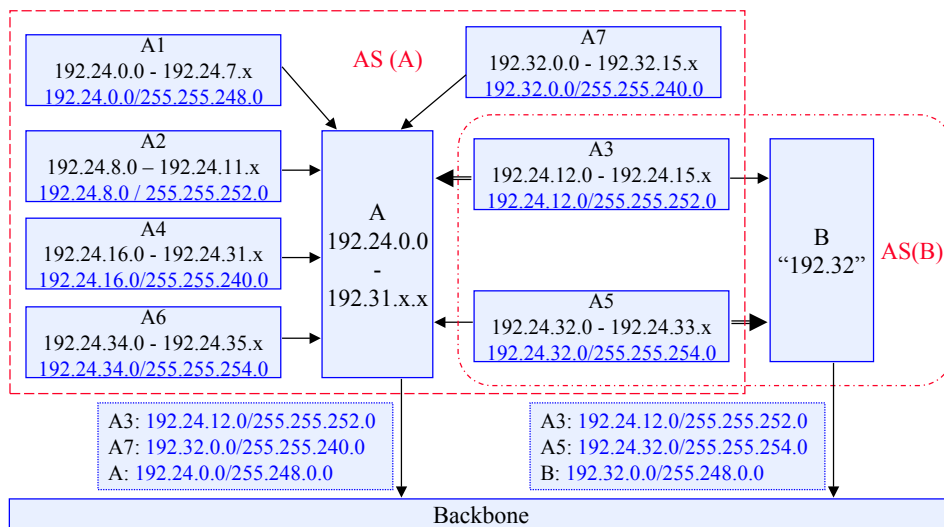 A1
192.24.0.0 - 192.24.7.x
192.24.0.0/255.255.248.0
AS (A)
A7
192.32.0.0 - 192.32.15.x
192.32.0.0/255.255.240.0
A2
192.24.8.0 – 192.24.11.x
192.24.8.0 / 255.255.252.0
A3
192.24.12.0 - 192.24.15.x
192.24.12.0/255.255.252.0
A4
192.24.16.0 - 192.24.31.x
192.24.16.0/255.255.240.0
A
192.24.0.0
-
192.31.x.x
B
“192.32”
AS(B)
A6
192.24.34.0 - 192.24.35.x
192.24.34.0/255.255.254.0
A5
192.24.32.0 - 192.24.33.x
192.24.32.0/255.255.254.0
A3: 192.24.12.0/255.255.252.0
A7: 192.32.0.0/255.255.240.0
A: 192.24.0.0/255.248.0.0
A3: 192.24.12.0/255.255.252.0
A5: 192.24.32.0/255.255.254.0
B: 192.32.0.0/255.248.0.0
Backbone